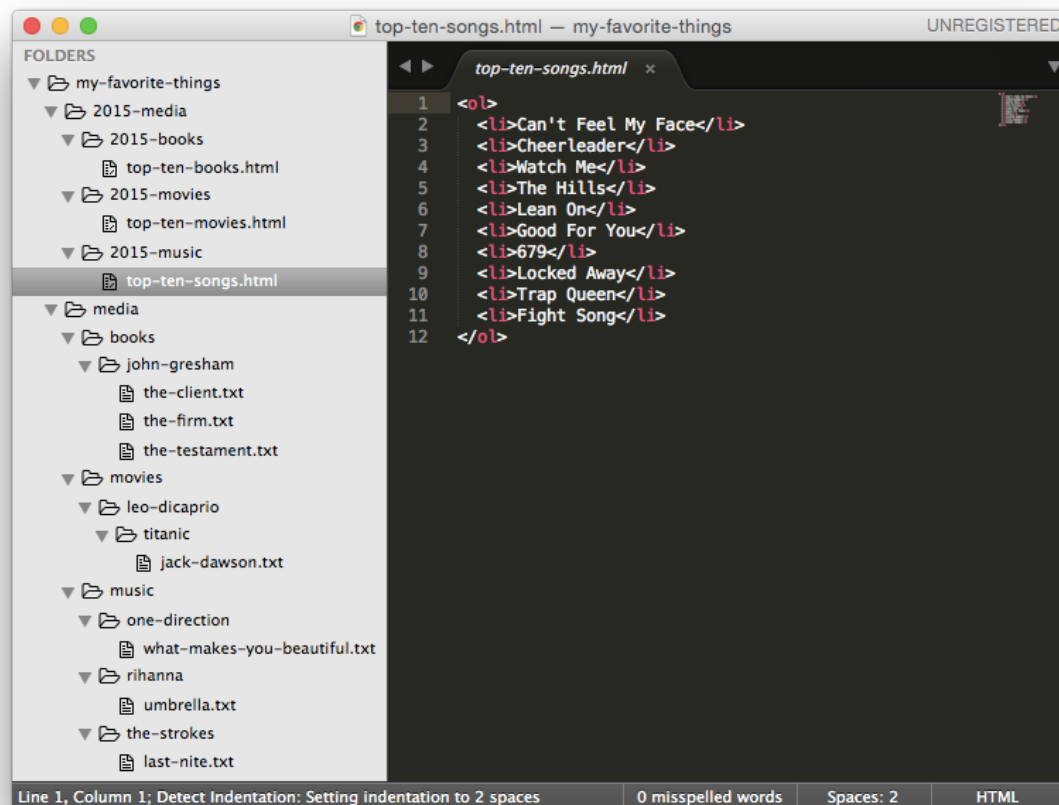 top-ten-songs.html — my-favorite-things
UNREGISTERED
FOLDERS
my-favorite-things
2015-media
2015-books
top-ten-books.html
2015-movies
top-ten-movies.html
2015-music
top-ten-songs.html
media
books
john-gresham
the-client.txt
the-firm.txt
the-testament.txt
movies
leo-dicaprio
titanic
jack-dawson.txt
music
one-direction
what-makes-you-beautiful.txt
rihanna
umbrella.txt
the-strokes
last-nite.txt
top-ten-songs.html ×
1 <ol>
2 <li>Can't Feel My Face</li>
3 <li>Cheerleader</li>
4 <li>Watch Me</li>
5 <li>The Hills</li>
6 <li>Lean On</li>
7 <li>Good For You</li>
8 <li>679</li>
9 <li>Locked Away</li>
10 <li>Trap Queen</li>
11 <li>Fight Song</li>
12 </ol>
Line 1, Column 1; Detect Indentation: Setting indentation to 2 spaces
0 misspelled words
Spaces: 2
HTML